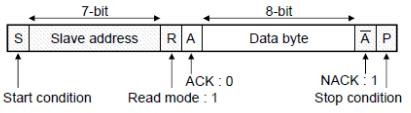 7-bit 8-bit
S Slave address R A Data byte A̅ P
ACK : 0 NACK : 1
Start condition Read mode : 1 Stop condition